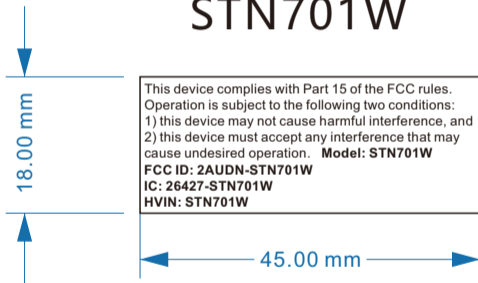 STN701W
This device complies with Part 15 of the FCC rules.
Operation is subject to the following two conditions:
1) this device may not cause harmful interference, and
2) this device must accept any interference that may
cause undesired operation. Model: STN701W
FCC ID: 2AUDN-STN701W
IC: 26427-STN701W
HVIN: STN701W
18.00 mm
45.00 mm